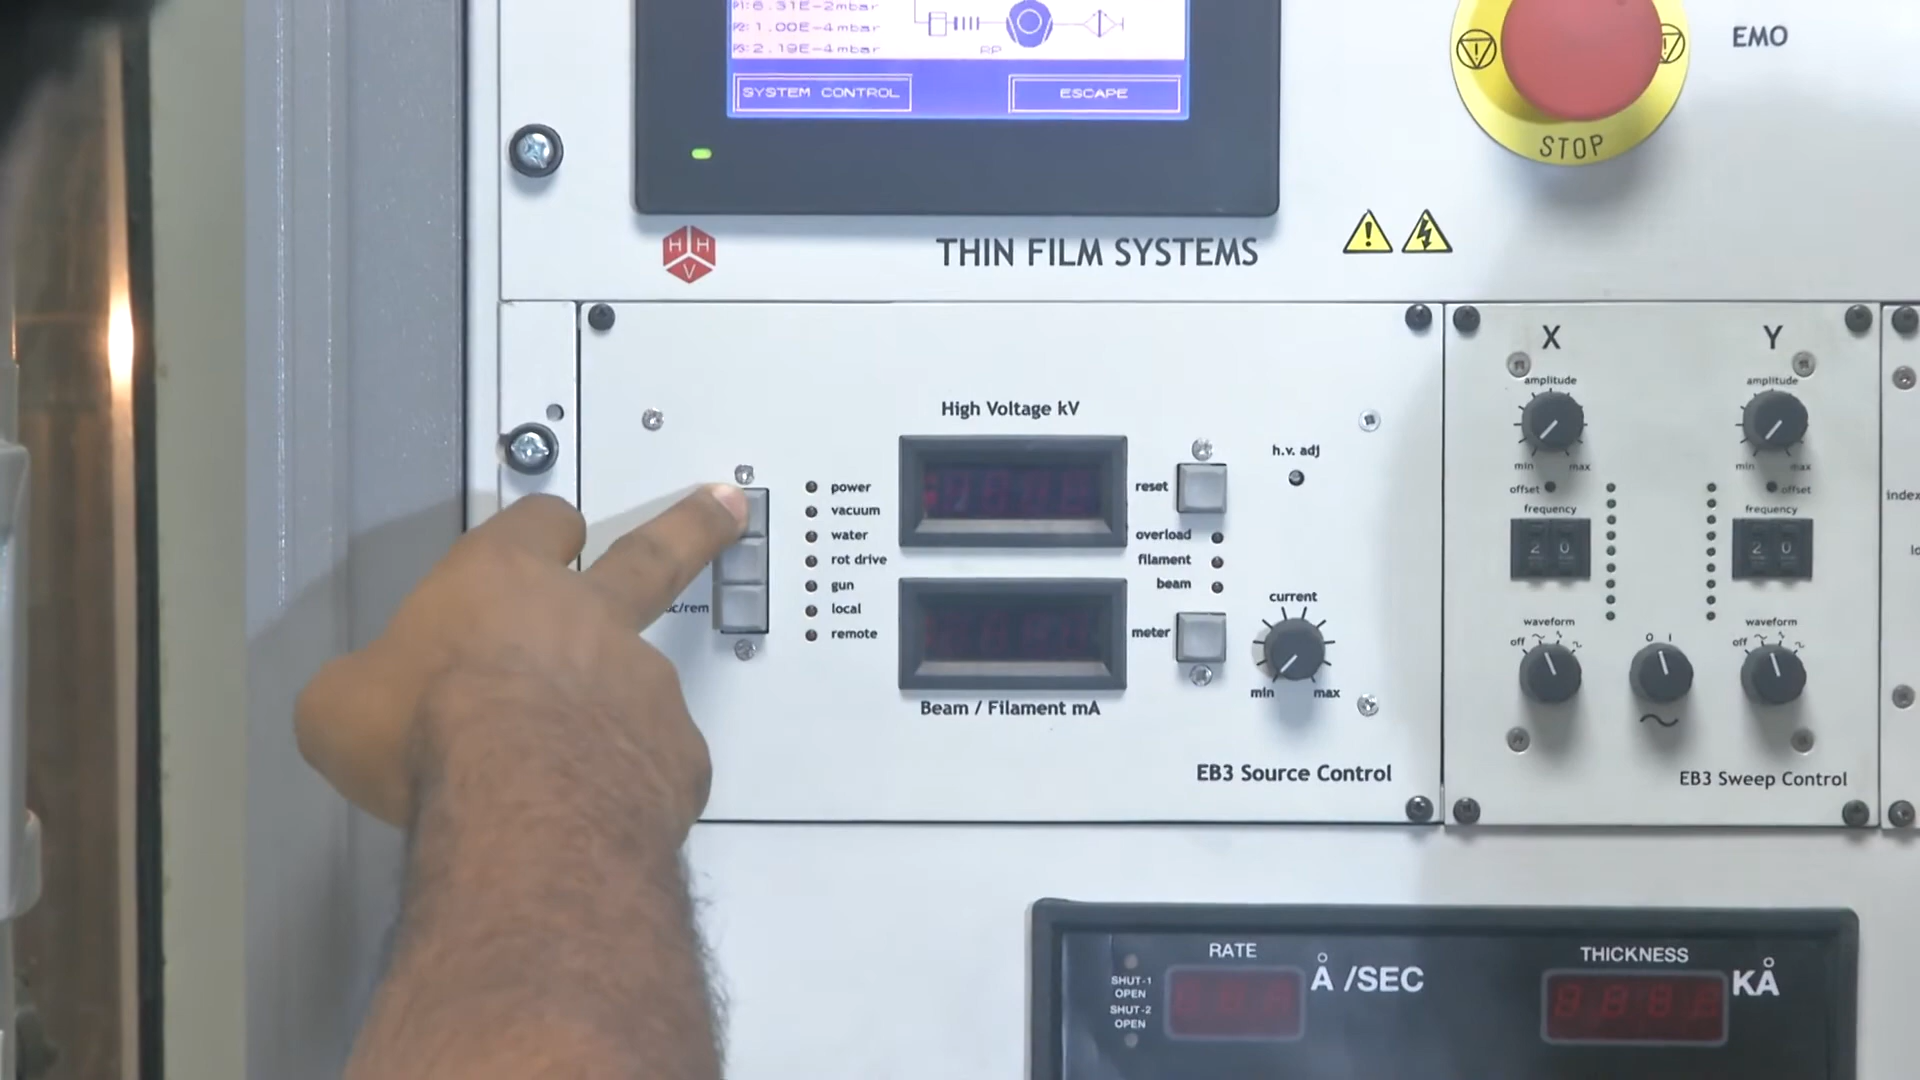 P1:6.31E-2mbar
P2:1.00E-4mbar
P3:2.19E-4mbar
RP
SYSTEM CONTROL
ESCAPE
EMO
STOP
HHV
THIN FILM SYSTEMS
High Voltage kV
power
vacuum
water
rot drive
gun
local
remote
/rem
reset
overload
filament
beam
meter
Beam / Filament mA
h.v. adj
current
min
max
EB3 Source Control
X
Y
amplitude
amplitude
min
max
min
max
offset
offset
frequency
frequency
2 0
2 0
waveform
waveform
off
O I
off
EB3 Sweep Control
index
RATE
Å /SEC
THICKNESS
KÅ
SHUT-1
OPEN
SHUT-2
OPEN